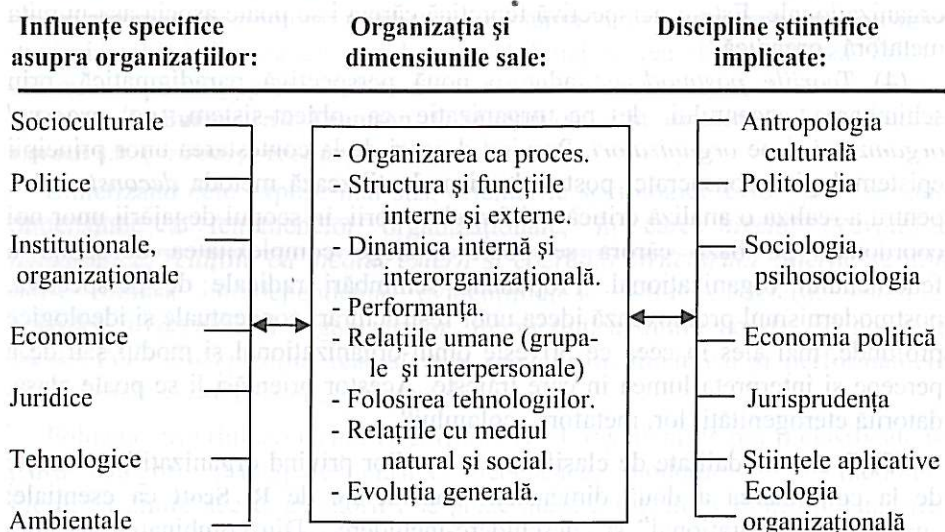 Influențe specifice
asupra organizațiilor:
Organizația și
dimensiunile sale:
Discipline științifice
implicate:
Socioculturale
Politice
Instituționale,
organizaționale
Economice
Juridice
Tehnologice
Ambientale
- Organizarea ca proces.
- Structura și funcțiile
interne și externe.
- Dinamica internă și
interorganizațională.
- Performanța.
- Relațiile umane (grupa-
le și interpersonale)
- Folosirea tehnologiilor.
- Relațiile cu mediul
natural și social.
- Evoluția generală.
Antropologia
culturală
Politologia
Sociologia,
psihosociologia
Economia politică
Jurisprudența
Științele aplicative
Ecologia
organizațională